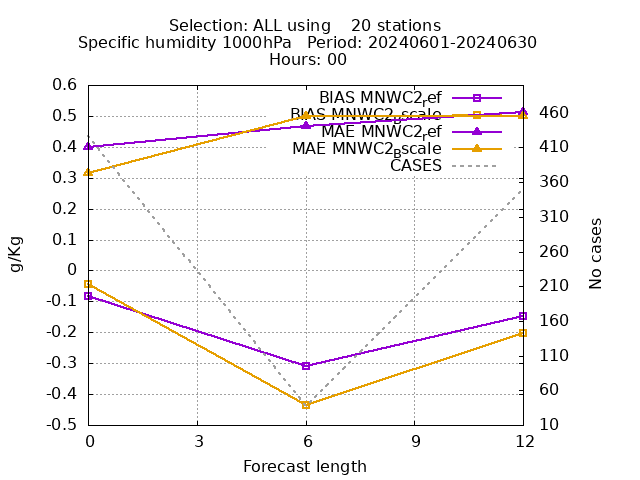 Selection: ALL using    20 stations
Specific humidity 1000hPa   Period: 20240601-20240630
Hours: 00
BIAS MNWC2_ref
BIAS MNWC2_Bscale
MAE MNWC2_ref
MAE MNWC2_Bscale
CASES
0.6
0.5
0.4
0.3
0.2
0.1
0
-0.1
-0.2
-0.3
-0.4
-0.5
g/Kg
460
410
360
310
260
210
160
110
60
10
No cases
0 3 6 9 12
Forecast length